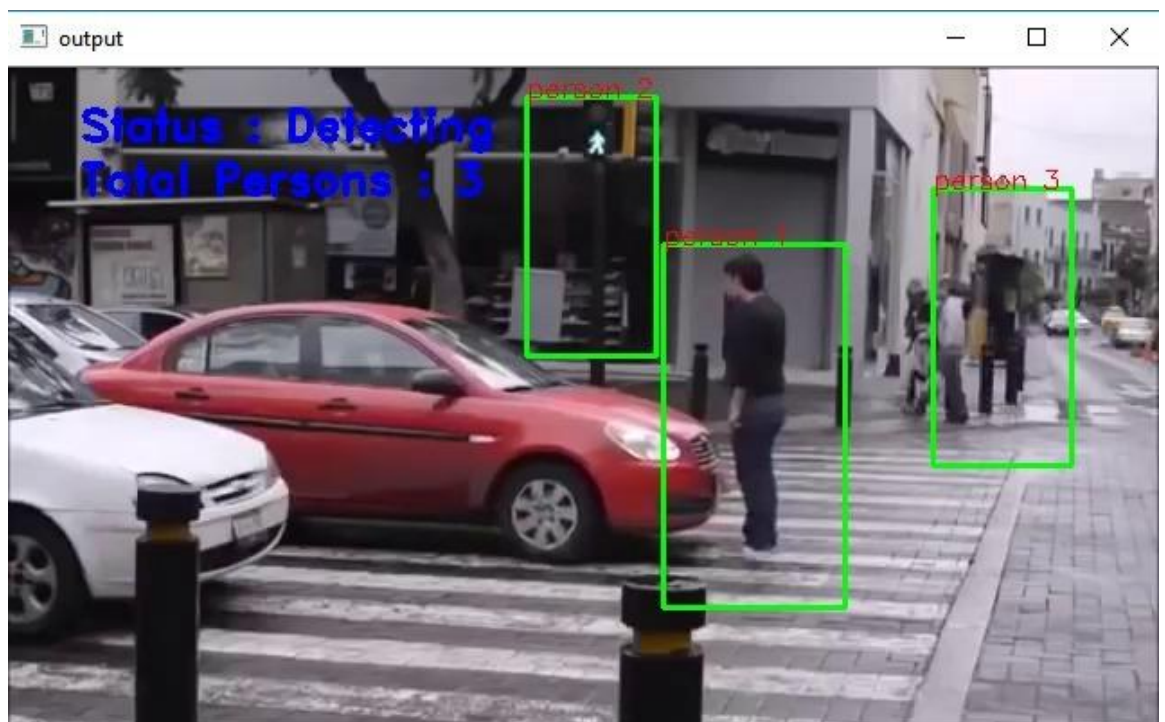 output
person 2
Status : Detecting
Total Persons : 3
person 3
person 1